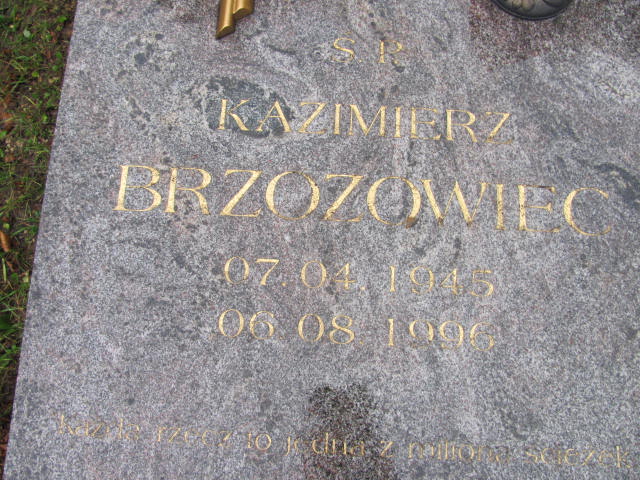 Ś. P.
KAZIMIERZ
BRZOZOWIEC
07. 04. 1945
06. 08. 1996
każda rzecz to jedna z miliona ścieżek